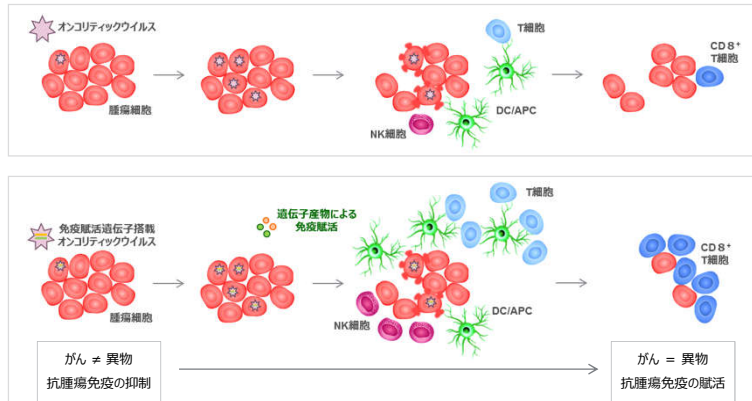 オンコリティックウイルス
腫瘍細胞
T細胞
NK細胞
DC/APC
CD8⁺
T細胞
免疫賦活遺伝子搭載
オンコリティックウイルス
腫瘍細胞
遺伝子産物による
免疫賦活
T細胞
NK細胞
DC/APC
CD8⁺
T細胞
がん ≠ 異物
抗腫瘍免疫の抑制
がん = 異物
抗腫瘍免疫の賦活